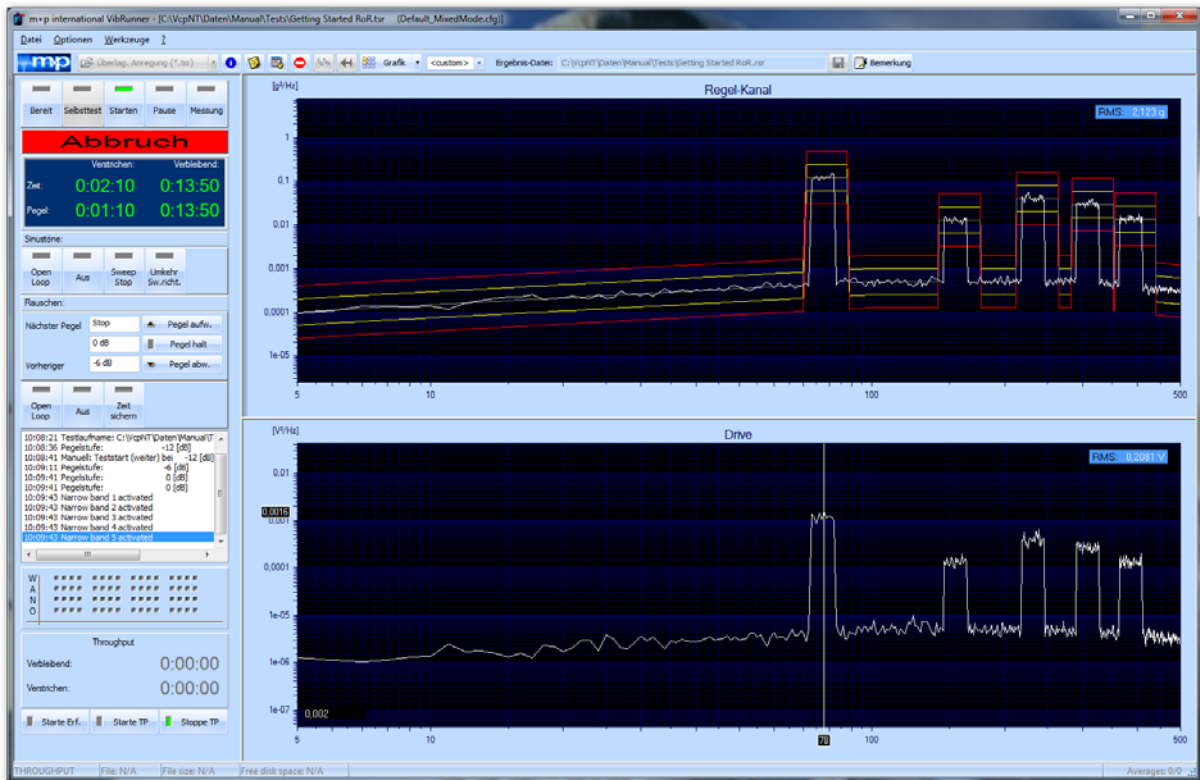 m+p international VibRunner - [C:\VcpNT\Daten\Manual\Tests\Getting Started RoR.tsr (Default_MixedMode.cfg)]
Datei Optionen Werkzeuge ?
mp Überlag. Anregung (*.tsr) Grafik <custom> Ergebnis-Datei: C:\VcpNT\Daten\Manual\Tests\Getting Started RoR.rsr Bemerkung
Bereit Selbsttest Starten Pause Messung
Abbruch
Verstrichen: Verbleibend:
Zeit: 0:02:10 0:13:50
Pegel: 0:01:10 0:13:50
Sinustöne:
Open Loop Aus Sweep Stop Umkehr Sw.richt.
Rauschen:
Nächster Pegel Stop Pegel aufw.
0 dB Pegel halt
Vorheriger -6 dB Pegel abw.
Open Loop Aus Zeit sichern
10:08:21 Testlaufname: C:\VcpNT\Daten\Manual\T
10:08:36 Pegelstufe: -12 [dB]
10:08:41 Manuell: Teststart (weiter) bei -12 [dB]
10:09:11 Pegelstufe: -6 [dB]
10:09:41 Pegelstufe: 0 [dB]
10:09:41 Pegelstufe: 0 [dB]
10:09:43 Narrow band 1 activated
10:09:43 Narrow band 2 activated
10:09:43 Narrow band 3 activated
10:09:43 Narrow band 4 activated
10:09:43 Narrow band 5 activated
W
A
N
O
Throughput
Verbleibend: 0:00:00
Verstrichen: 0:00:00
Starte Erf. Starte TP Stoppe TP
[g²/Hz]
Regel-Kanal
RMS: 2,123 g
1
0,1
0,01
0,001
0,0001
1e-05
5 10 100 500
[V²/Hz]
Drive
RMS: 0,2081 V
0,01
0,0016
0,001
0,0001
1e-05
1e-06
1e-07
0,002
5 10 78 100 500
THROUGHPUT File: N/A File size: N/A Free disk space: N/A Averages: 0/0